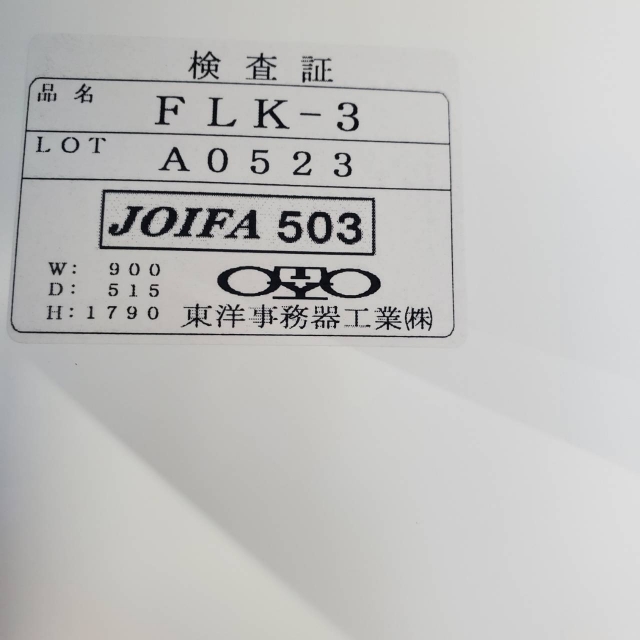 検査証
品名 FLK-3
LOT A0523
JOIFA 503
W: 900
D: 515
H:1790
TOYO
東洋事務器工業㈱